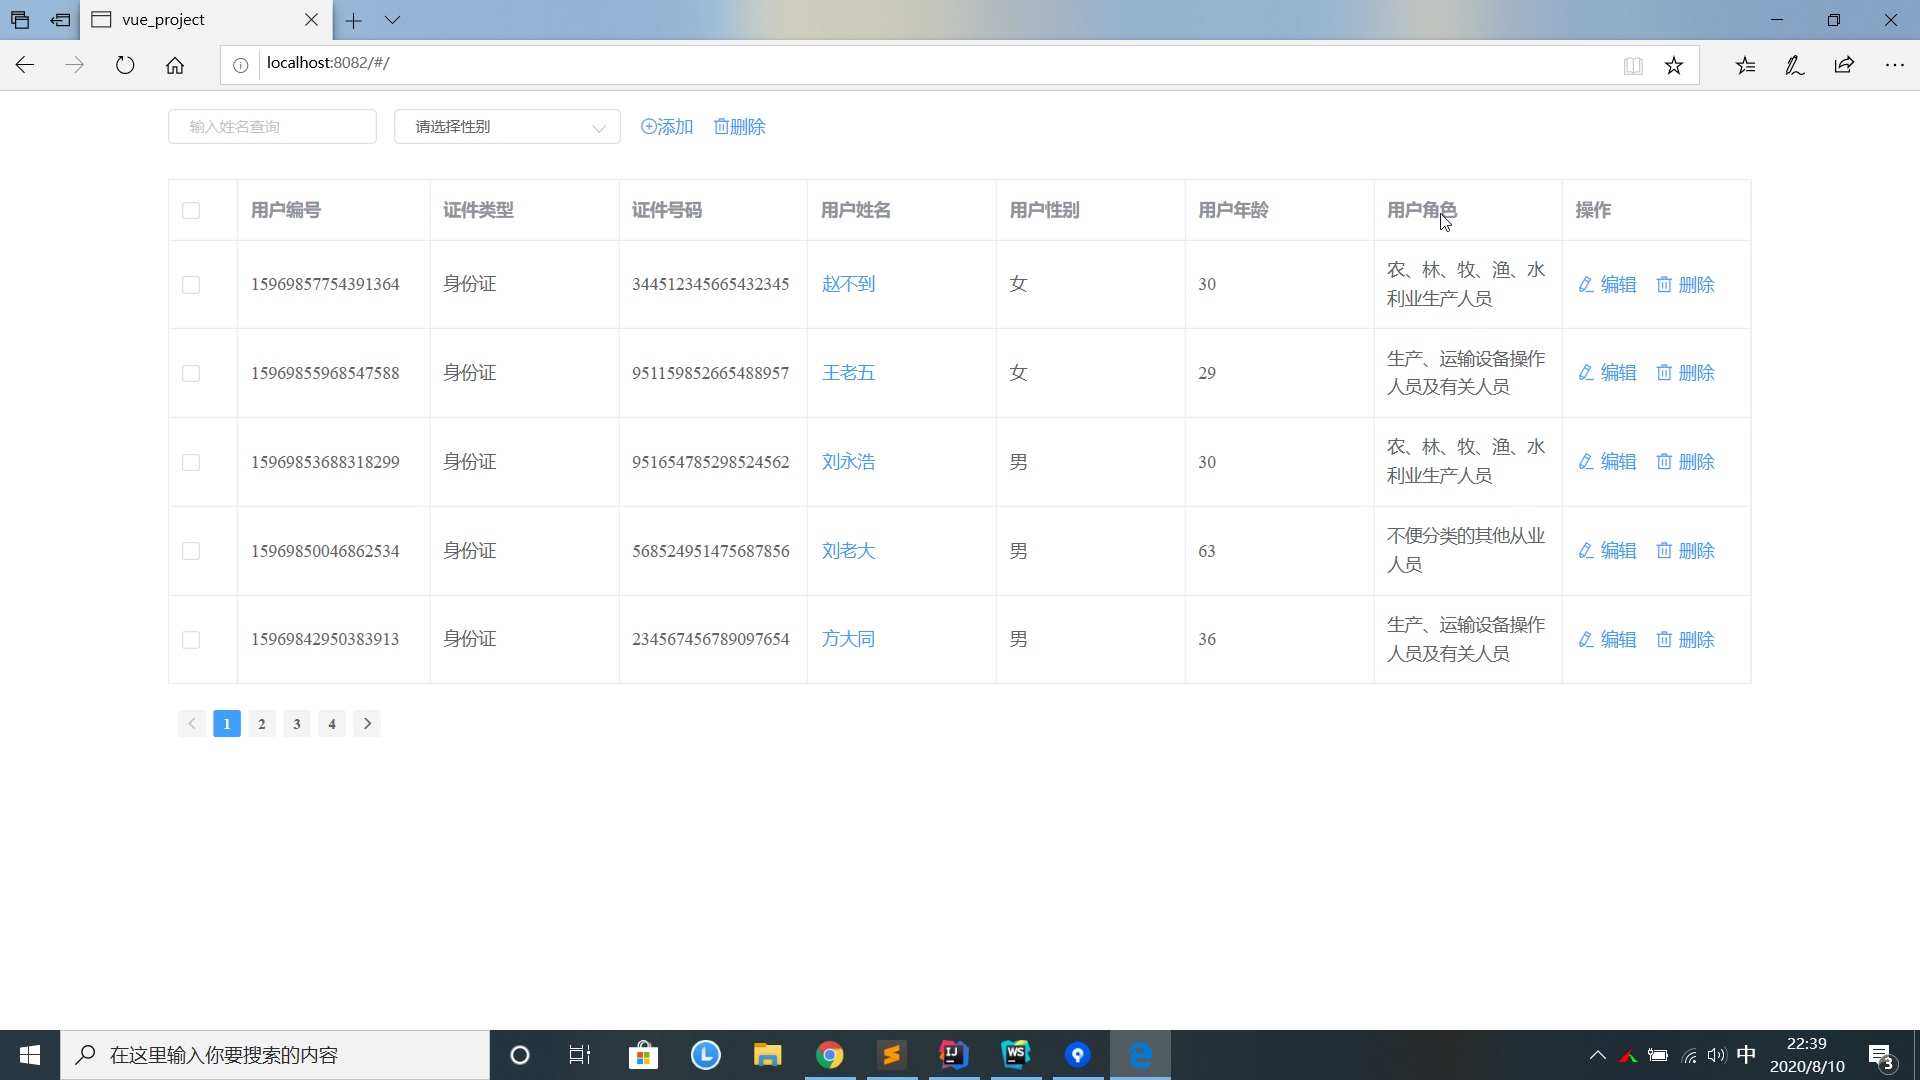 vue_project
localhost:8082/#/
输入姓名查询 请选择性别 添加 删除
用户编号 证件类型 证件号码 用户姓名 用户性别 用户年龄 用户角色 操作
15969857754391364 身份证 344512345665432345 赵不到 女 30 农、林、牧、渔、水 编辑 删除
利业生产人员
15969855968547588 身份证 951159852665488957 王老五 女 29 生产、运输设备操作 编辑 删除
人员及有关人员
15969853688318299 身份证 951654785298524562 刘永浩 男 30 农、林、牧、渔、水 编辑 删除
利业生产人员
15969850046862534 身份证 568524951475687856 刘老大 男 63 不便分类的其他从业 编辑 删除
人员
15969842950383913 身份证 234567456789097654 方大同 男 36 生产、运输设备操作 编辑 删除
人员及有关人员
1 2 3 4
在这里输入你要搜索的内容
L
IJ
WS
中
22:39
2020/8/10
3